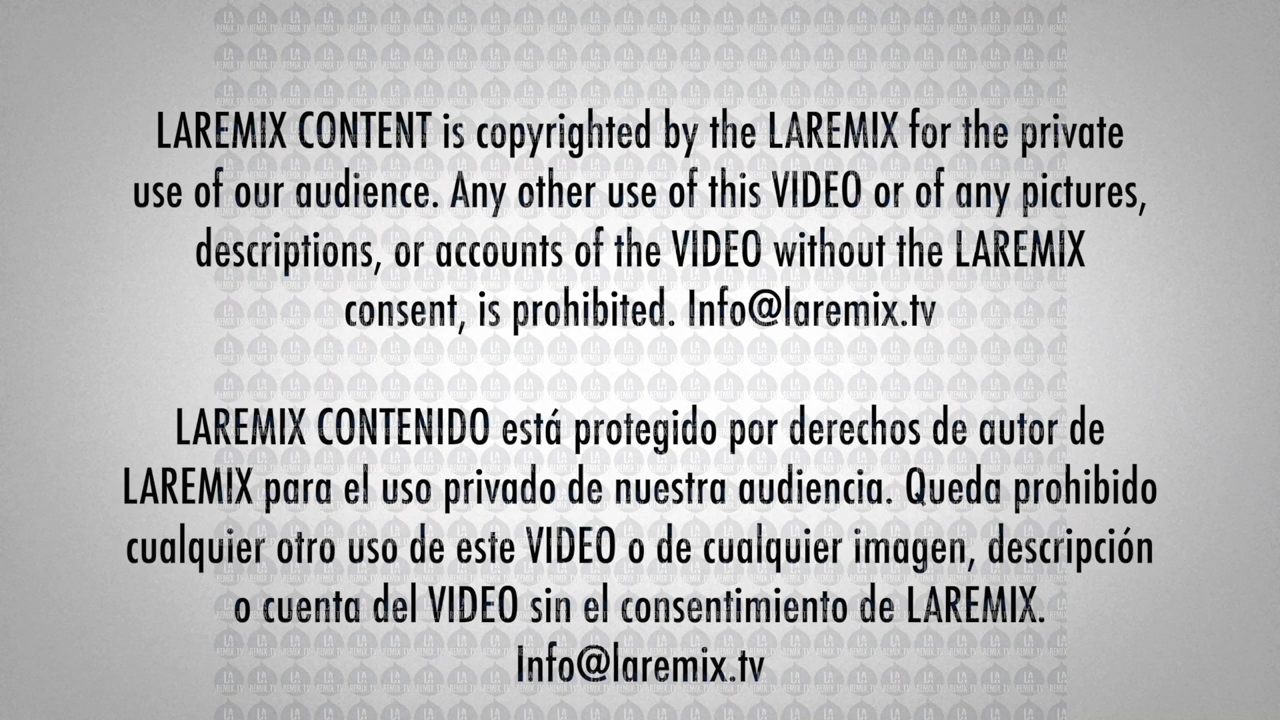 LAREMIX CONTENT is copyrighted by the LAREMIX for the private
use of our audience. Any other use of this VIDEO or of any pictures,
descriptions, or accounts of the VIDEO without the LAREMIX
consent, is prohibited. Info@laremix.tv
LAREMIX CONTENIDO está protegido por derechos de autor de
LAREMIX para el uso privado de nuestra audiencia. Queda prohibido
cualquier otro uso de este VIDEO o de cualquier imagen, descripción
o cuenta del VIDEO sin el consentimiento de LAREMIX.
Info@laremix.tv